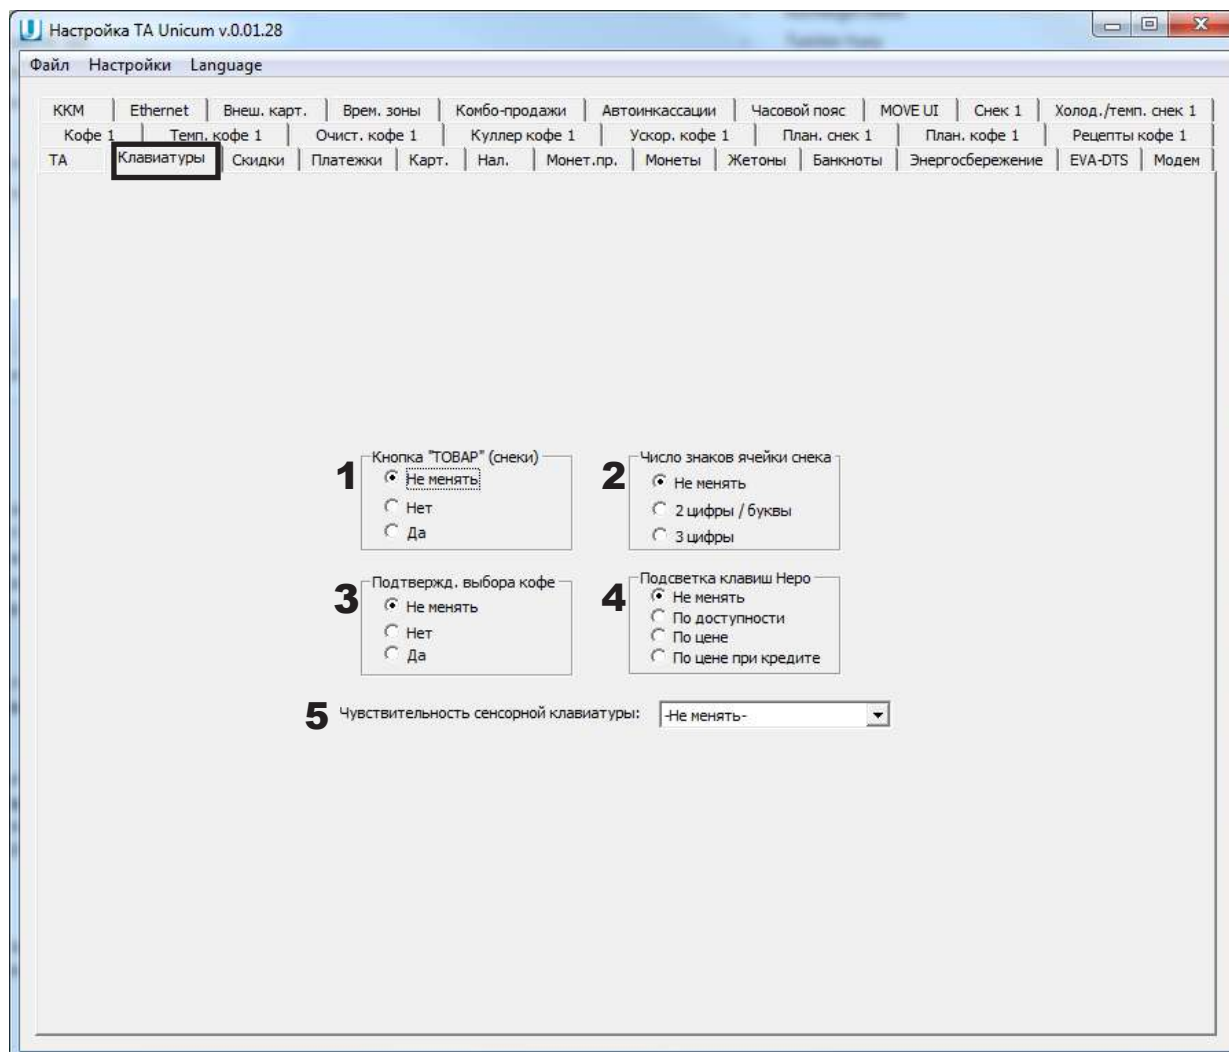 Настройка ТА Unicum v.0.01.28
Файл Настройки Language
ККМ Ethernet Внеш. карт. Врем. зоны Комбо-продажи Автоинкассации Часовой пояс MOVE UI Снек 1 Холод./темп. снек 1
Кофе 1 Темп. кофе 1 Очист. кофе 1 Куллер кофе 1 Ускор. кофе 1 План. снек 1 План. кофе 1 Рецепты кофе 1
ТА Клавиатуры Скидки Платежки Карт. Нал. Монет.пр. Монеты Жетоны Банкноты Энергосбережение EVA-DTS Модем
1 Кнопка "ТОВАР" (снеки)
Не менять
Нет
Да
2 Число знаков ячейки снека
Не менять
2 цифры / буквы
3 цифры
3 Подтвержд. выбора кофе
Не менять
Нет
Да
4 Подсветка клавиш Неро
Не менять
По доступности
По цене
По цене при кредите
5 Чувствительность сенсорной клавиатуры: -Не менять-